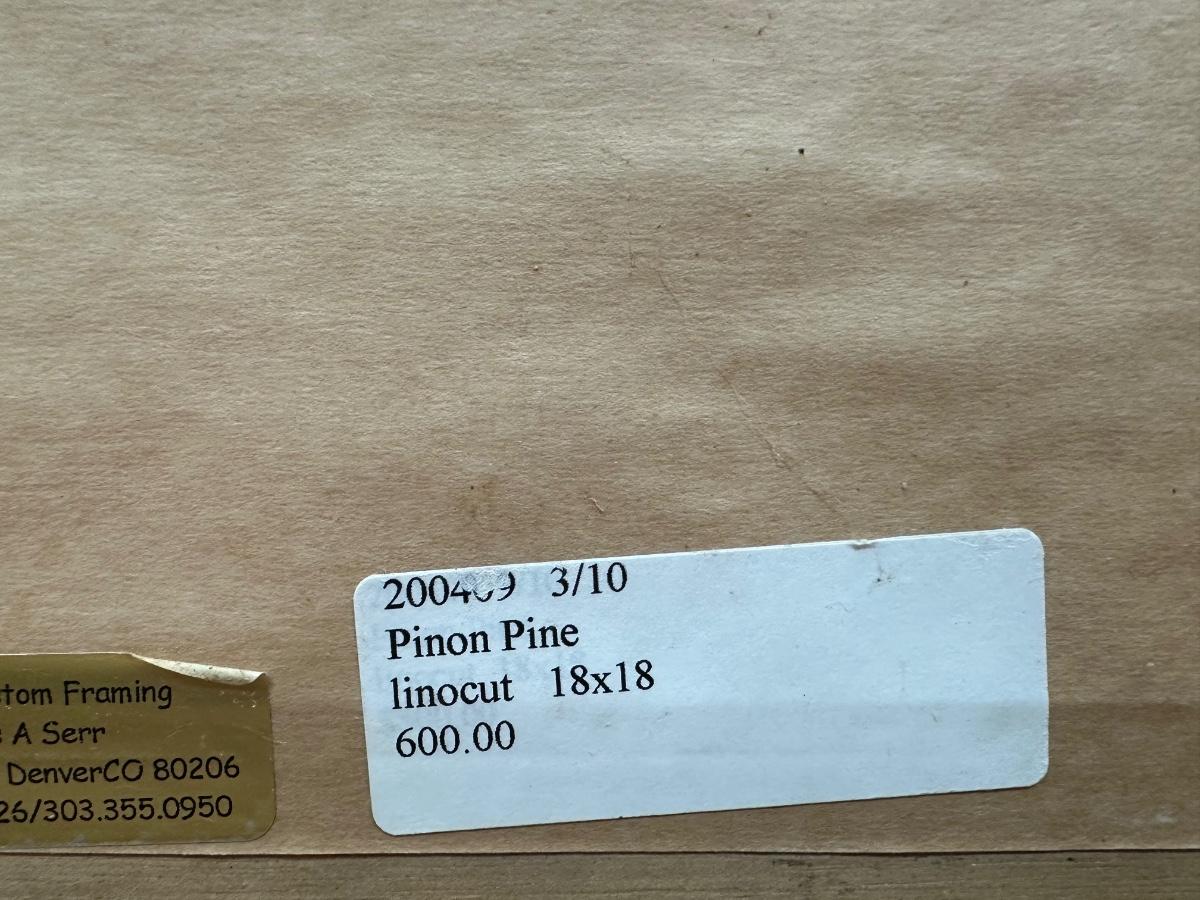 3/10
Pinon Pine
linocut 18x18
600.00
tom Framing
A Serr
DenverCO 80206
26/303.355.0950